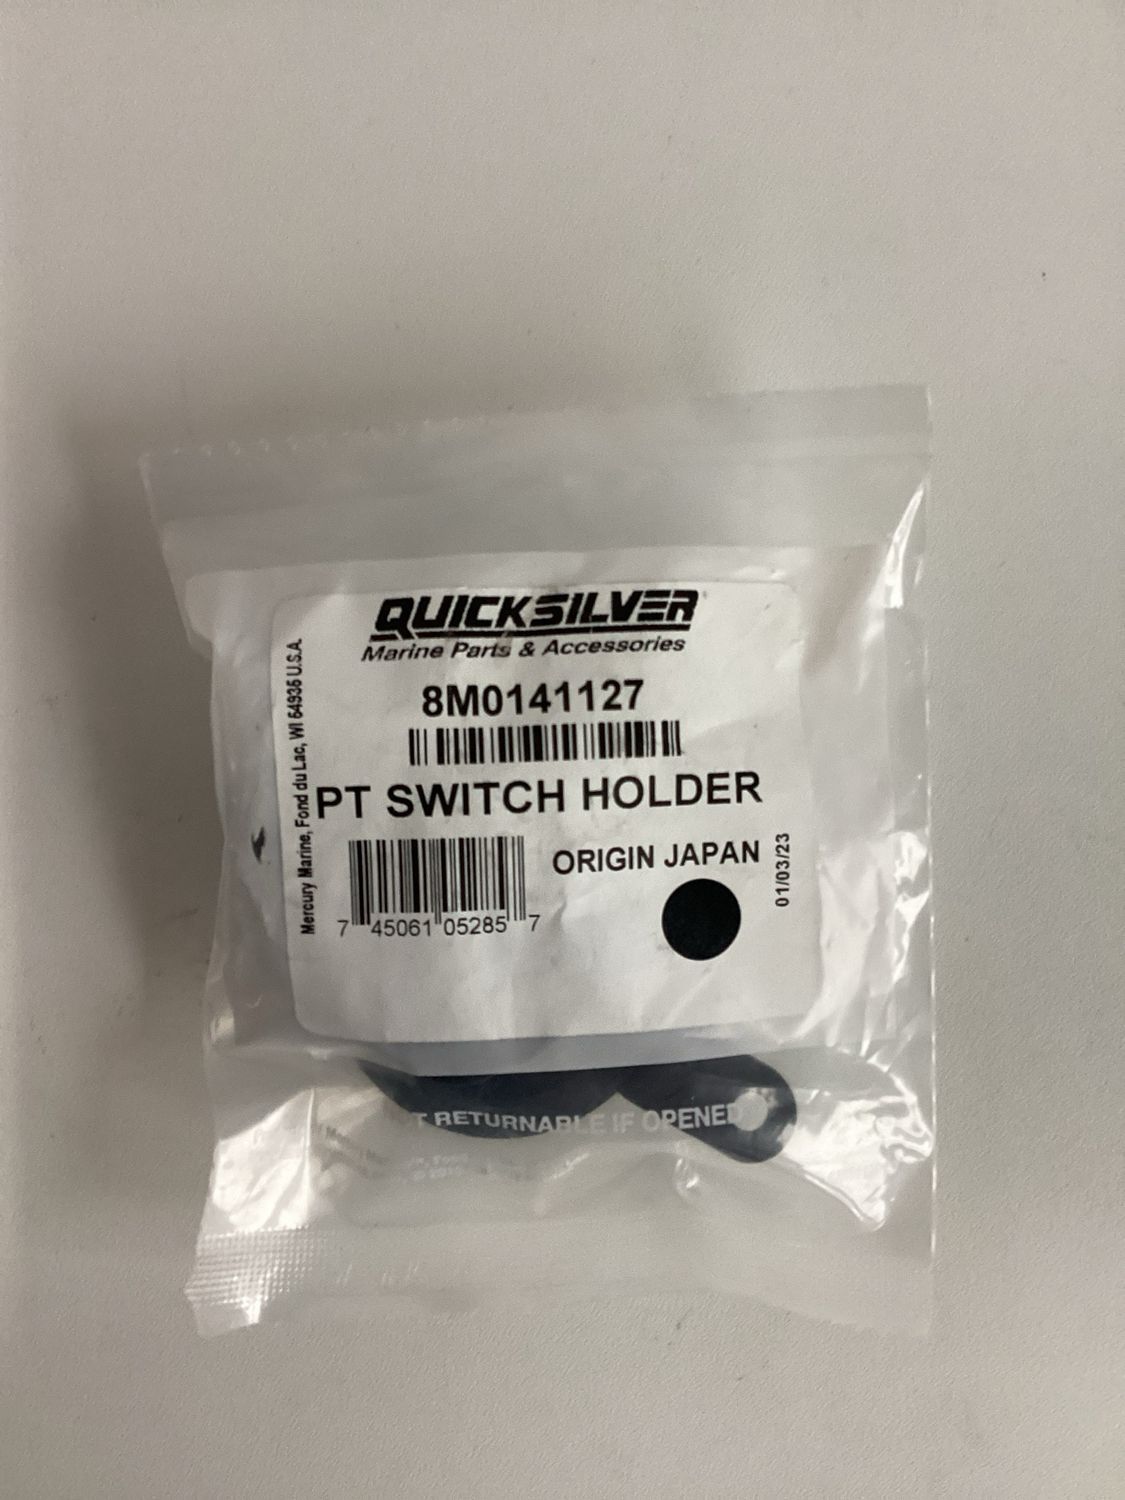 QUICKSILVER
Marine Parts & Accessories
8M0141127
PT SWITCH HOLDER
ORIGIN JAPAN
7 45061 05285 7
01/03/23
Mercury Marine, Fond du Lac, WI 54935 U.S.A.
RETURNABLE IF OPENED